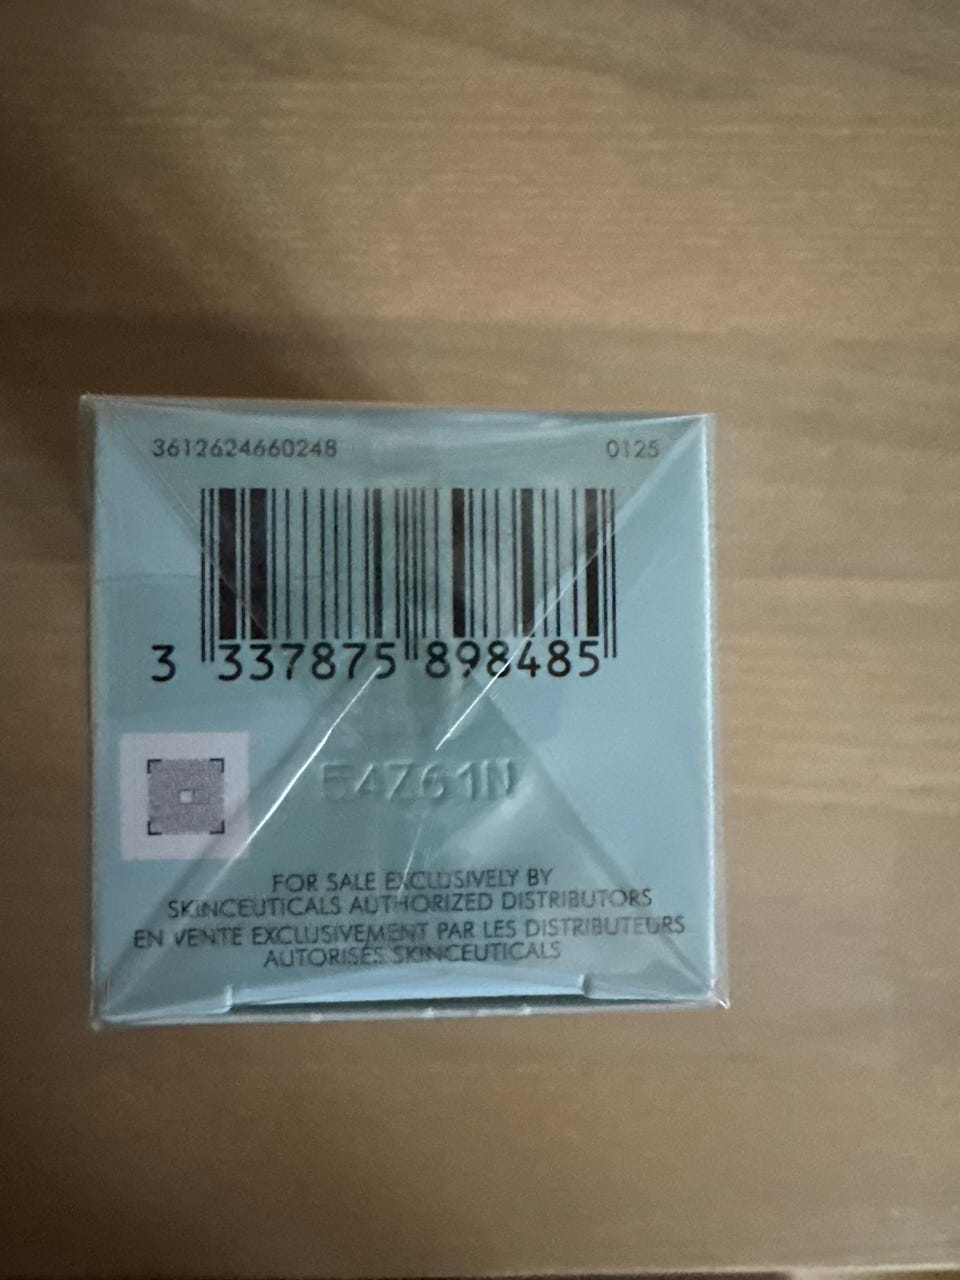 3612624660248 0125
3 337875 898485
54Z61N
FOR SALE EXCLUSIVELY BY
SKINCEUTICALS AUTHORIZED DISTRIBUTORS
EN VENTE EXCLUSIVEMENT PAR LES DISTRIBUTEURS
AUTORISÉS SKINCEUTICALS